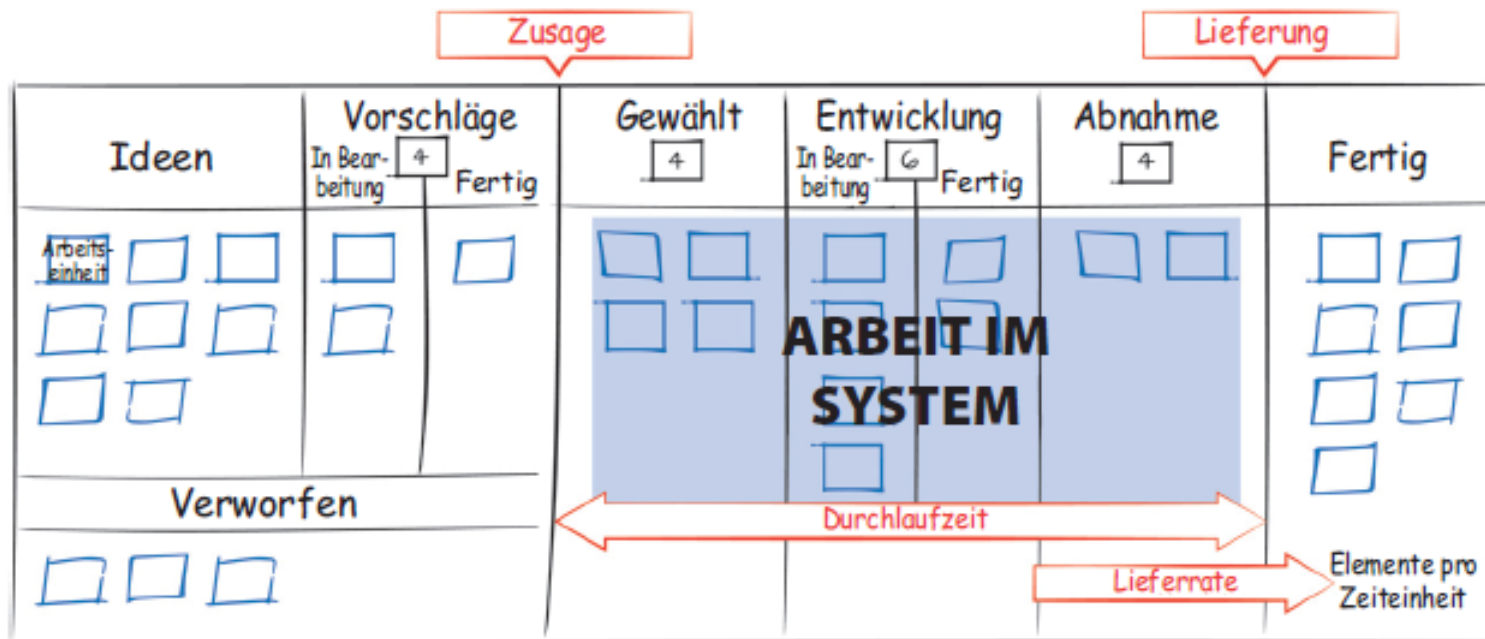 Zusage
Lieferung
Ideen
Vorschläge
In Bear-
beitung
4
Fertig
Gewählt
4
Entwicklung
In Bear-
beitung
6
Fertig
Abnahme
4
Fertig
Arbeits-
einheit
ARBEIT IM
SYSTEM
Verworfen
Durchlaufzeit
Lieferrate
Elemente pro
Zeiteinheit